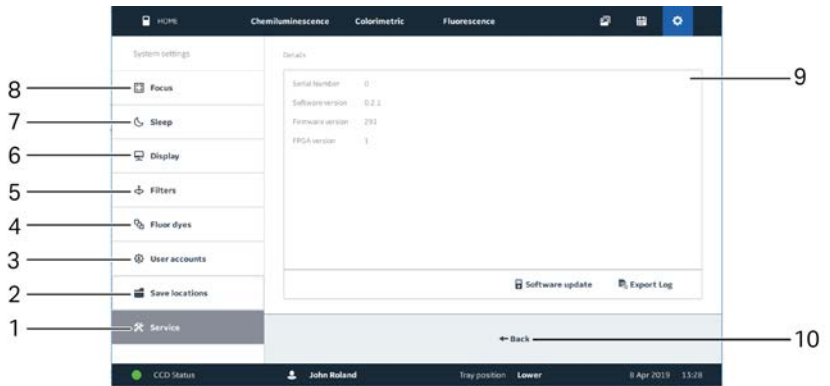 HOME Chemiluminescence Colorimetric Fluorescence
System settings
Details
8 Focus
Serial Number 0
9
Software version 0.2.1
7 Sleep
Firmware version 291
FPGA version 1
6 Display
5 Filters
4 Fluor dyes
3 User accounts
2 Save locations
Software update Export Log
1 Service
← Back 10
CCD Status John Roland Tray position Lower 8 Apr 2019 13:28